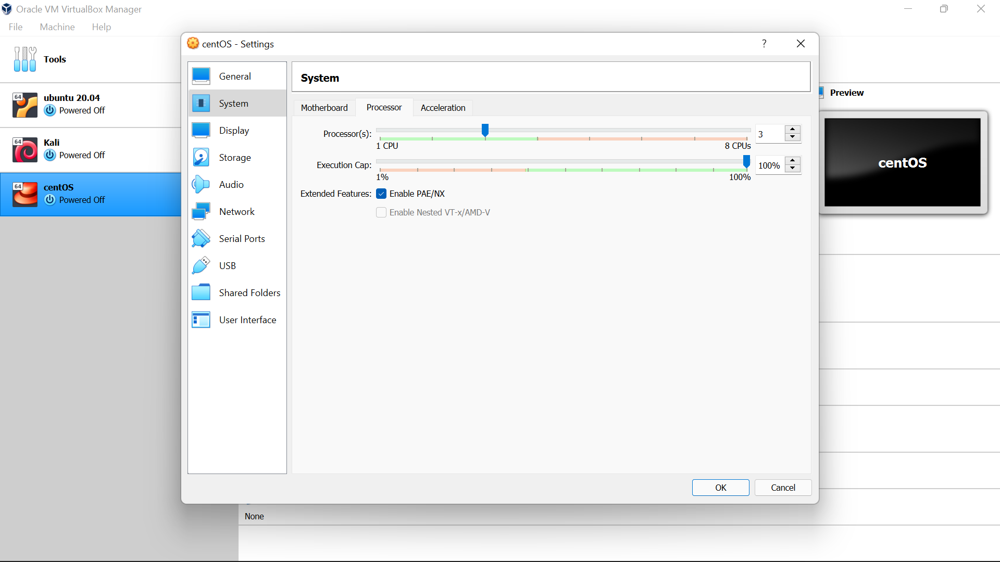 Oracle VM VirtualBox Manager
File Machine Help
Tools
64
ubuntu 20.04
Powered Off
64
Kali
Powered Off
64
centOS
Powered Off
centOS - Settings
?
General
System
Display
Storage
Audio
Network
Serial Ports
USB
Shared Folders
User Interface
System
Motherboard Processor Acceleration
Processor(s): 3
1 CPU 8 CPUs
Execution Cap: 100%
1% 100%
Extended Features: Enable PAE/NX
Enable Nested VT-x/AMD-V
OK Cancel
Preview
centOS
None